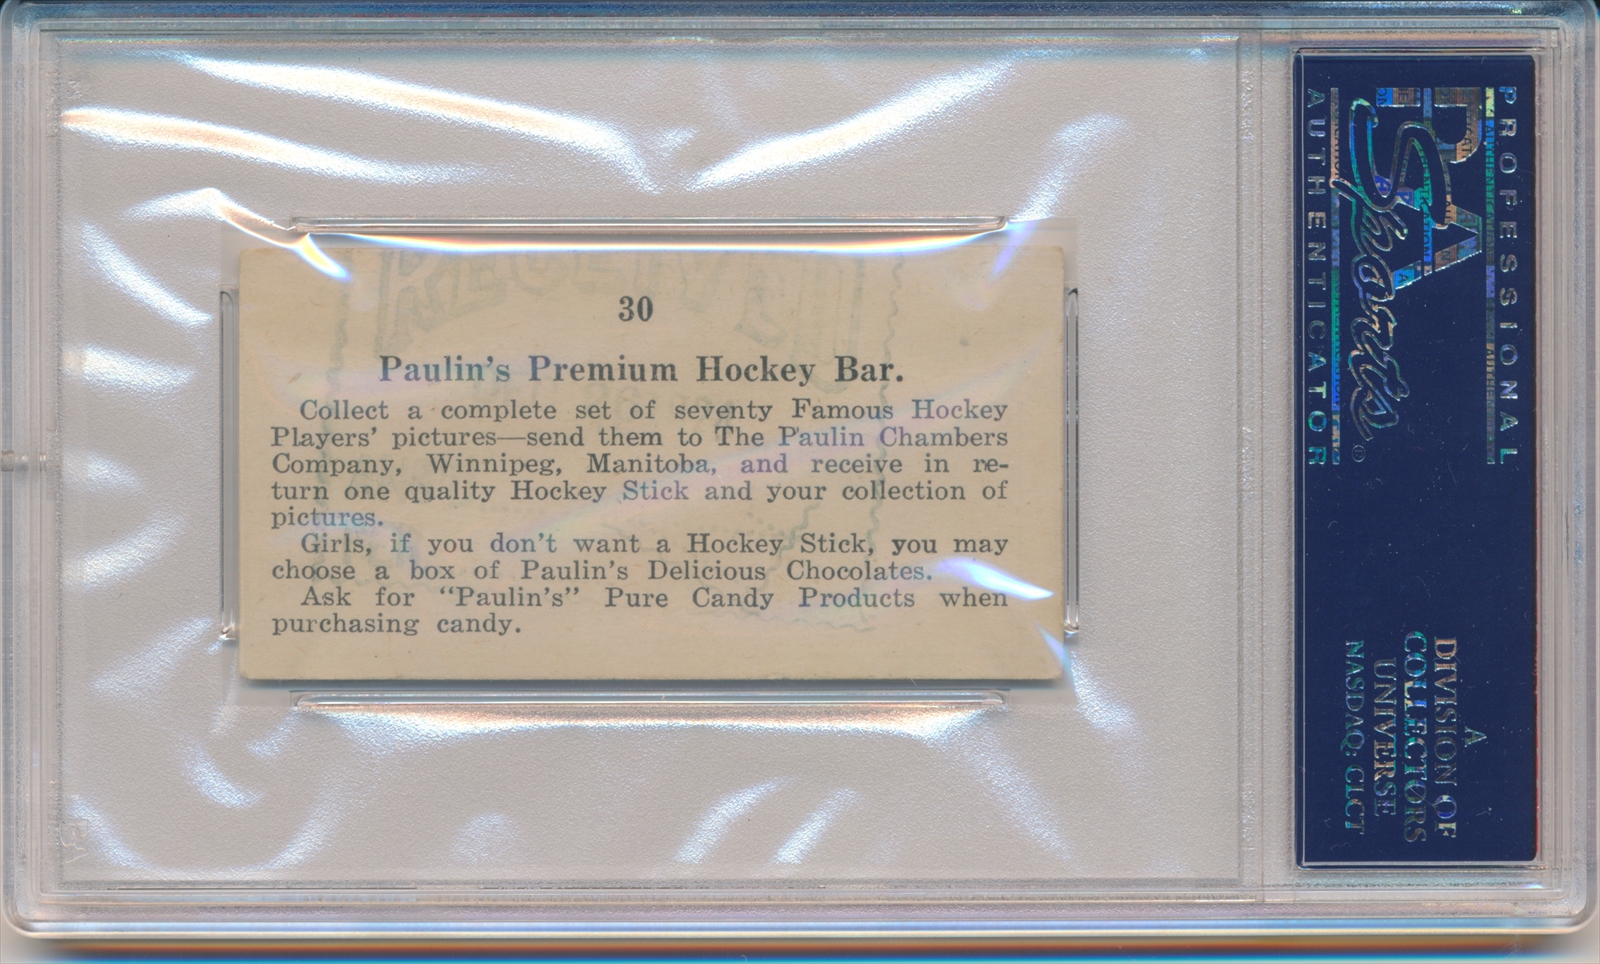 30
Paulin's Premium Hockey Bar.
Collect a complete set of seventy Famous Hockey
Players' pictures—send them to The Paulin Chambers
Company, Winnipeg, Manitoba, and receive in re-
turn one quality Hockey Stick and your collection of
pictures.
Girls, if you don't want a Hockey Stick, you may
choose a box of Paulin's Delicious Chocolates.
Ask for "Paulin's" Pure Candy Products when
purchasing candy.
PROFESSIONAL
PSA
Sports®
AUTHENTICATOR
A
DIVISION OF
COLLECTORS
UNIVERSE
NASDAQ: CLCT